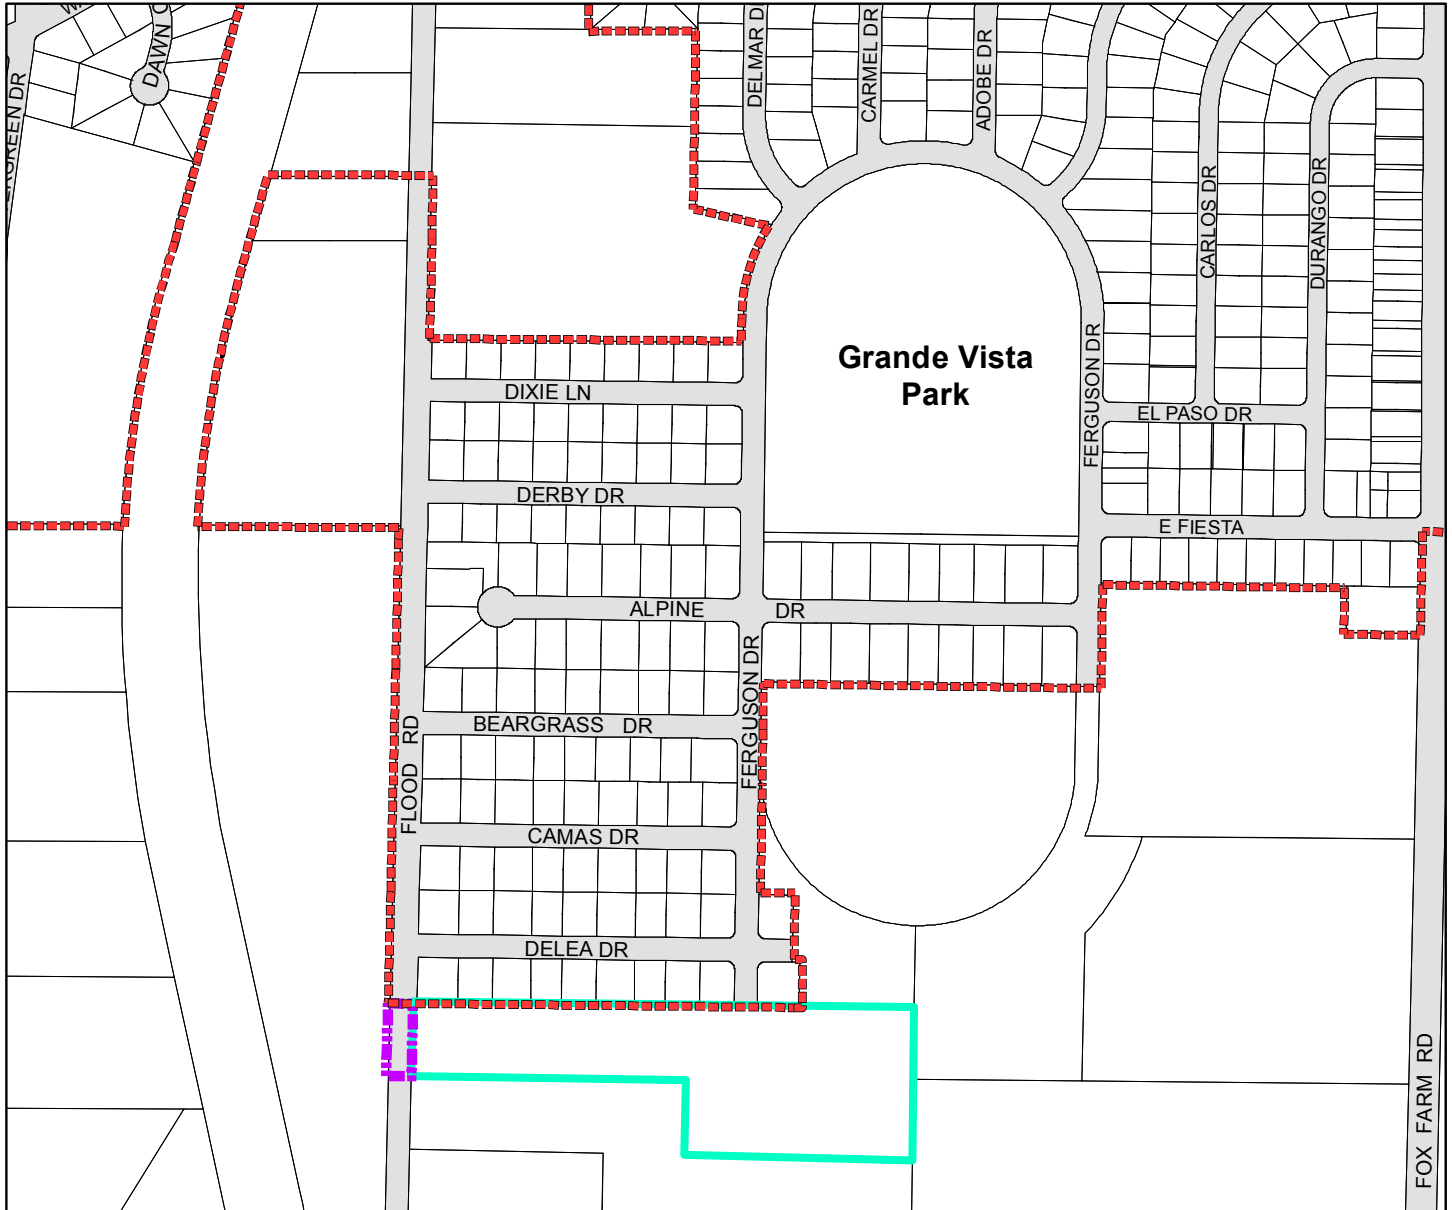 DAWN C
ERGREEN DR
DELMAR D
CARMEL DR
ADOBE DR
CARLOS DR
DURANGO DR
Grande Vista
Park
FERGUSON DR
DIXIE LN
EL PASO DR
DERBY DR
E FIESTA
ALPINE DR
FERGUSON DR
BEARGRASS DR
FLOOD RD
CAMAS DR
DELEA DR
FOX FARM RD